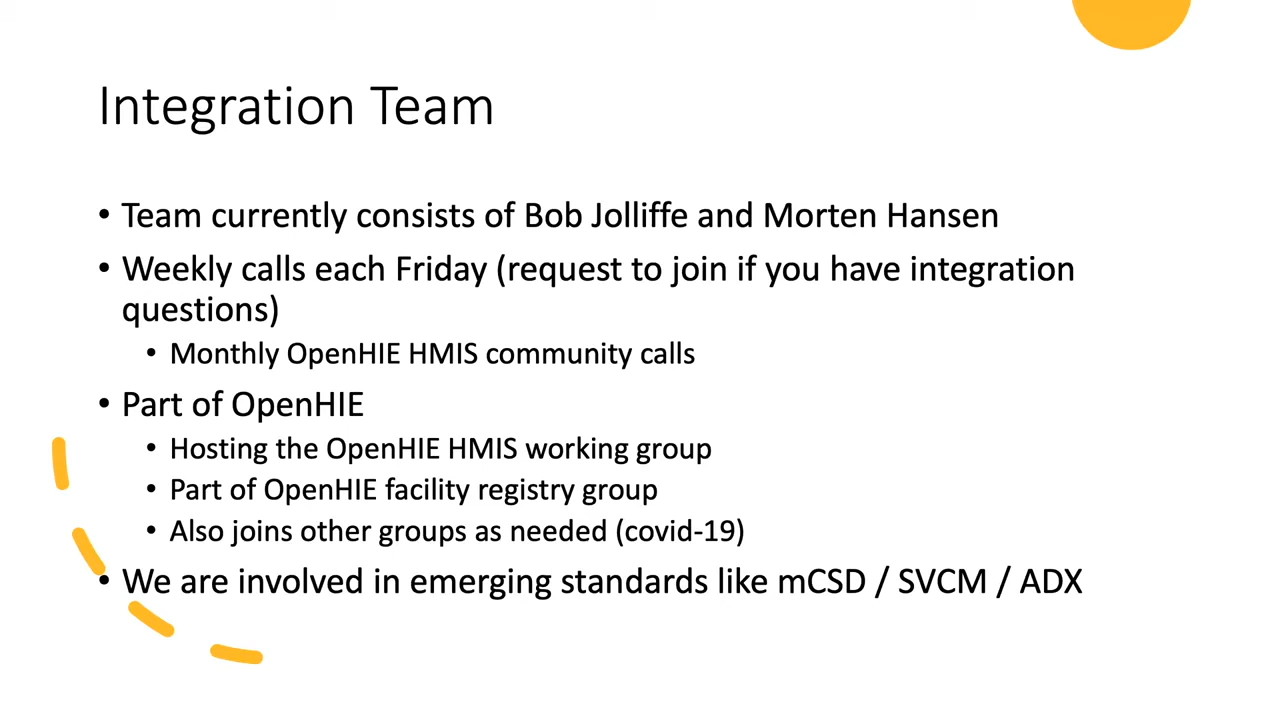 Integration Team
• Team currently consists of Bob Jolliffe and Morten Hansen
• Weekly calls each Friday (request to join if you have integration
questions)
• Monthly OpenHIE HMIS community calls
• Part of OpenHIE
• Hosting the OpenHIE HMIS working group
• Part of OpenHIE facility registry group
• Also joins other groups as needed (covid-19)
• We are involved in emerging standards like mCSD / SVCM / ADX